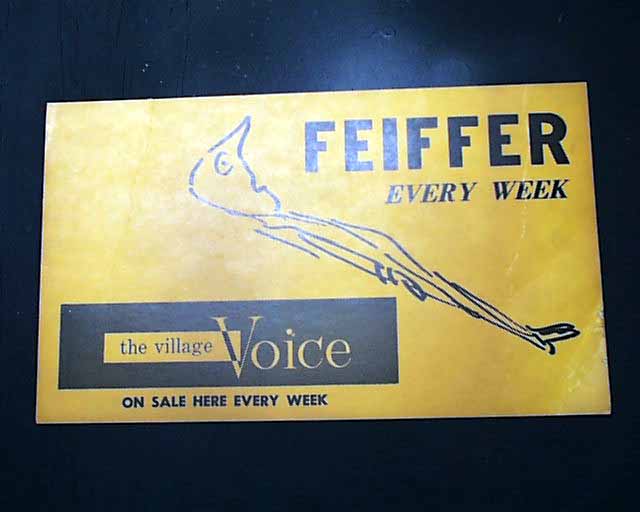 FEIFFER
EVERY WEEK
the village Voice
ON SALE HERE EVERY WEEK